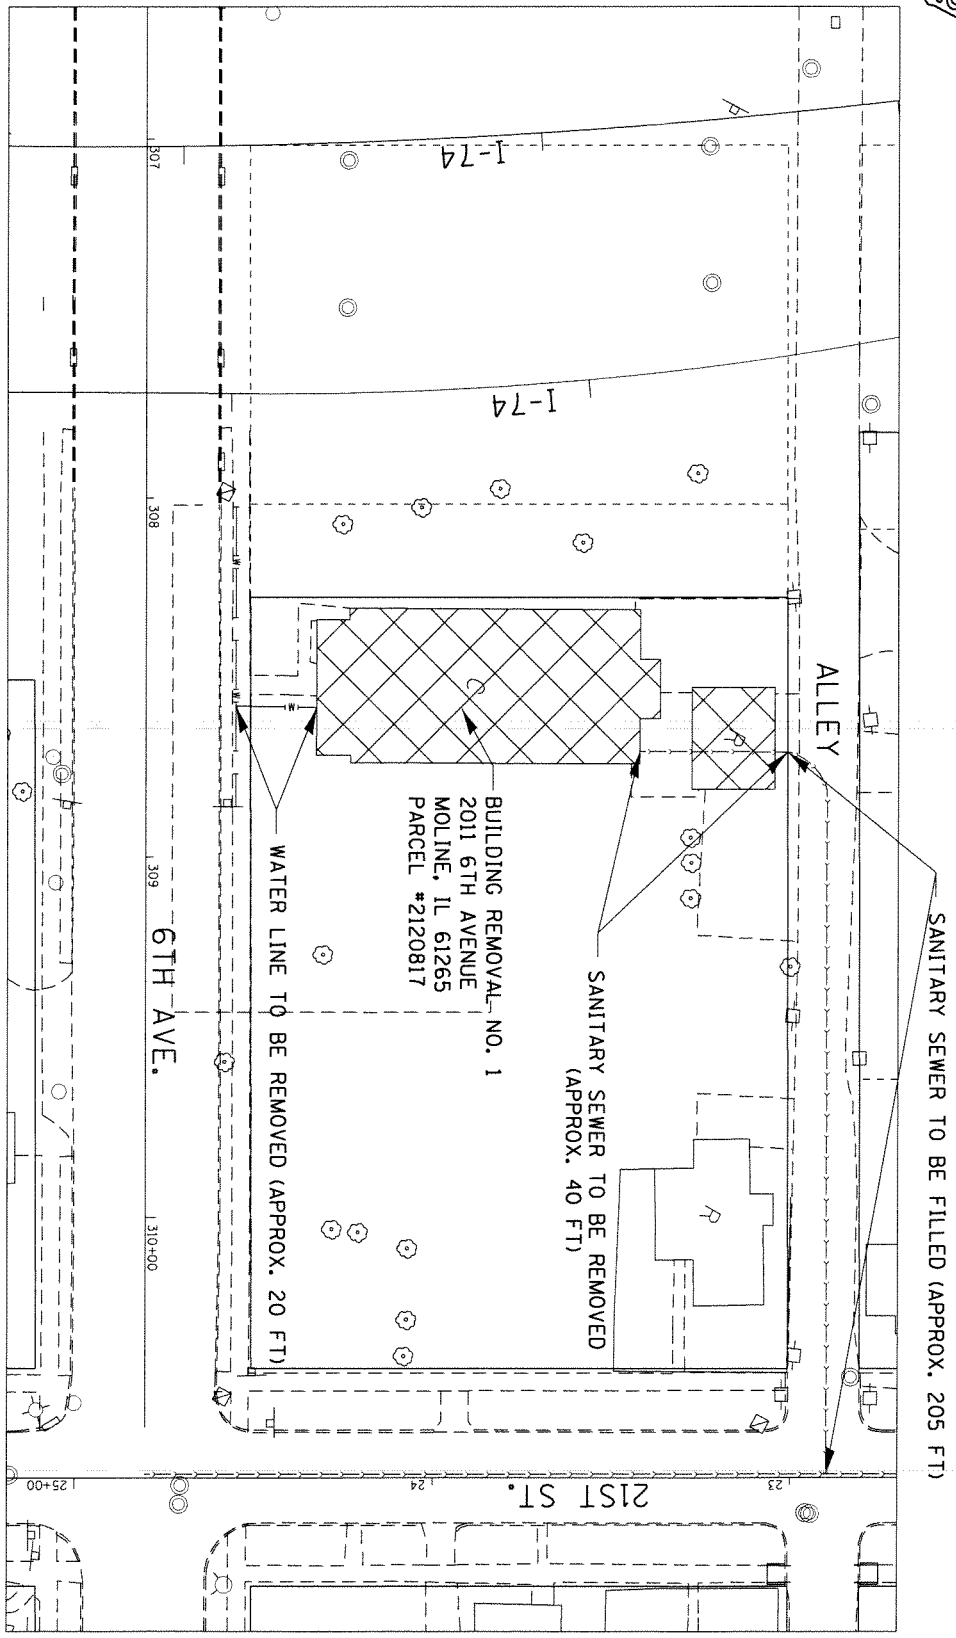 SANITARY SEWER TO BE FILLED (APPROX. 205 FT)
ALLEY
SANITARY SEWER TO BE REMOVED
(APPROX. 40 FT)
BUILDING REMOVAL NO. 1
2011 6TH AVENUE
MOLINE, IL 61265
PARCEL #2120817
WATER LINE TO BE REMOVED (APPROX. 20 FT)
6TH AVE.
307
308
309
310+00
I-74
I-74
21ST ST.
23
24
25+00
C
R
R
W
W
W